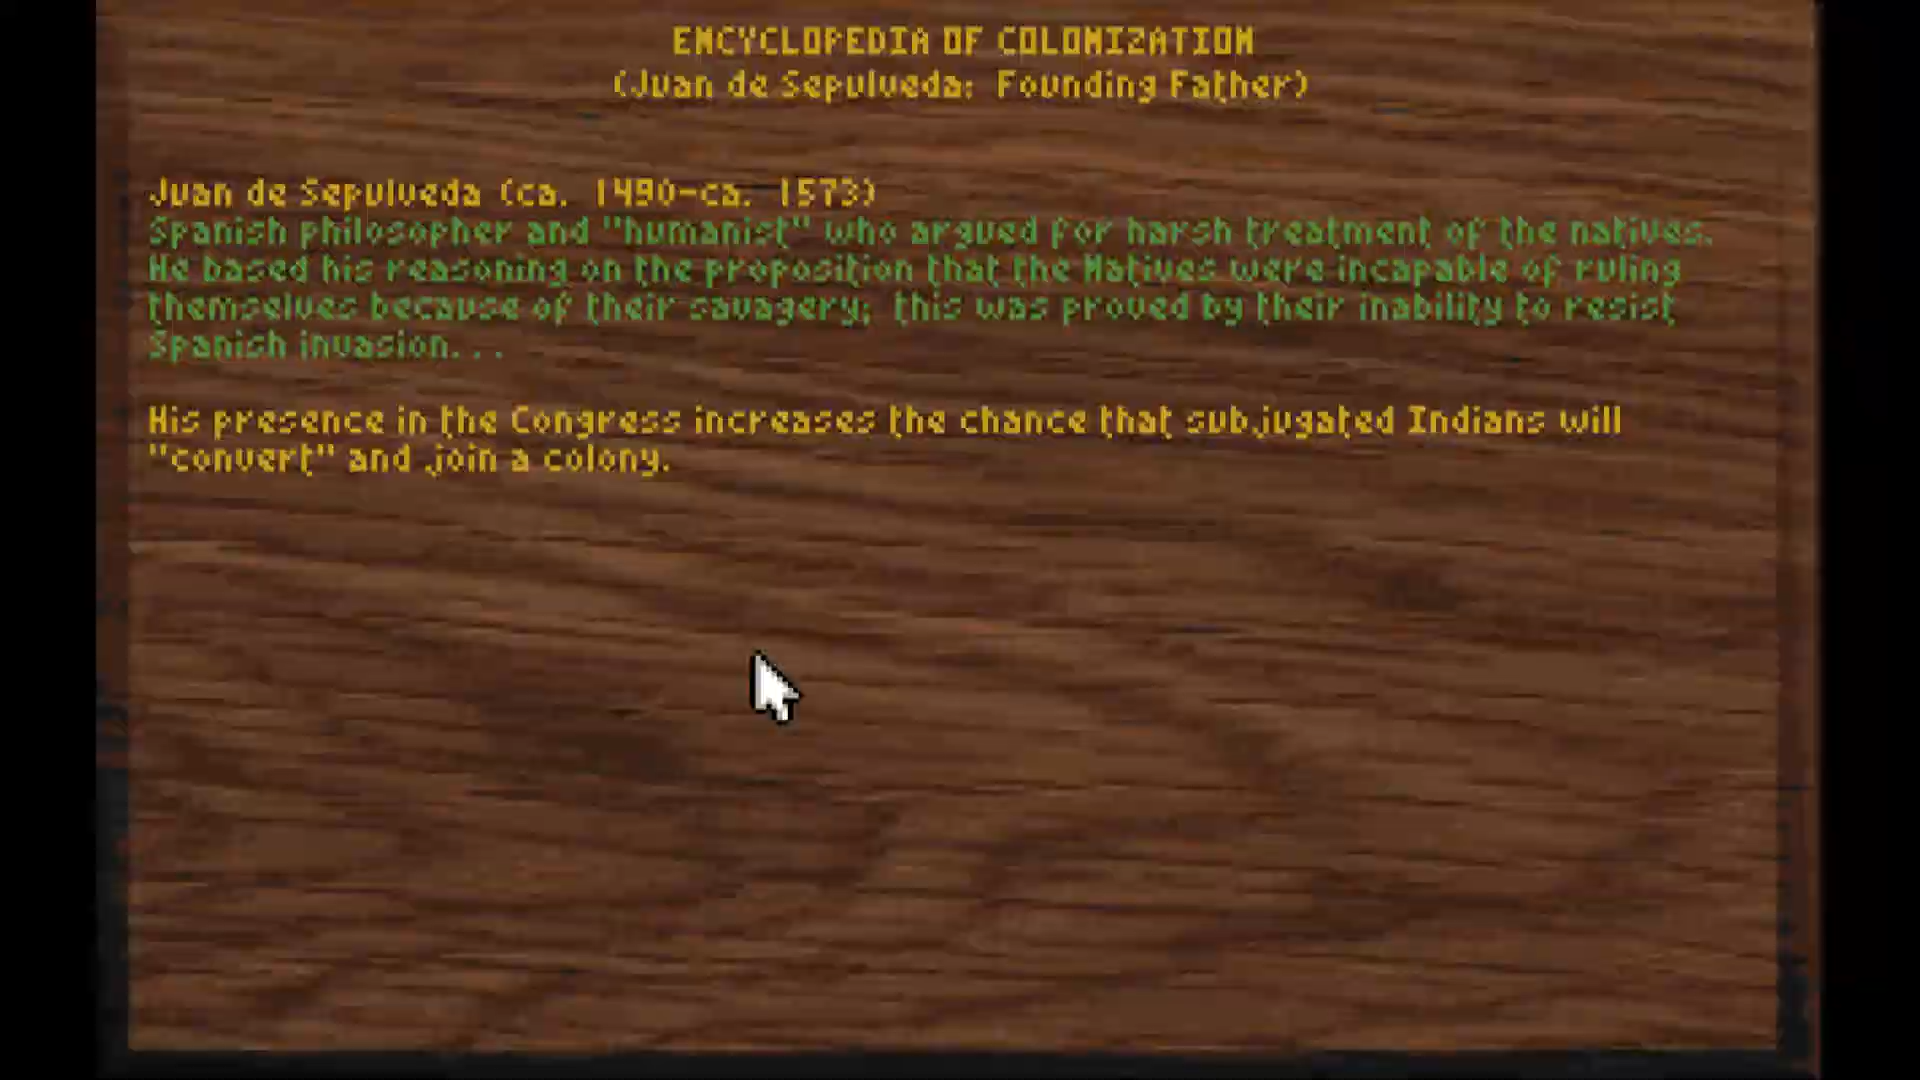 ENCYCLOPEDIA OF COLONIZATION
(Juan de Sepulveda: Founding Father)
Juan de Sepulveda (ca. 1490-ca. 1573)
Spanish philosopher and "humanist" who argued for harsh treatment of the natives.
He based his reasoning on the proposition that the Natives were incapable of ruling
themselves because of their savagery; this was proved by their inability to resist
Spanish invasion...
His presence in the Congress increases the chance that subjugated Indians will
"convert" and join a colony.